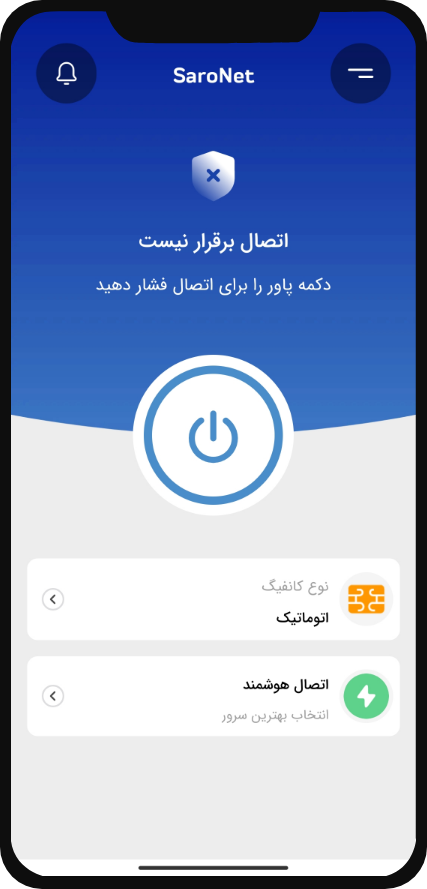 SaroNet
اتصال برقرار نیست
دکمه پاور را برای اتصال فشار دهید
نوع کانفیگ
اتوماتیک
اتصال هوشمند
انتخاب بهترین سرور